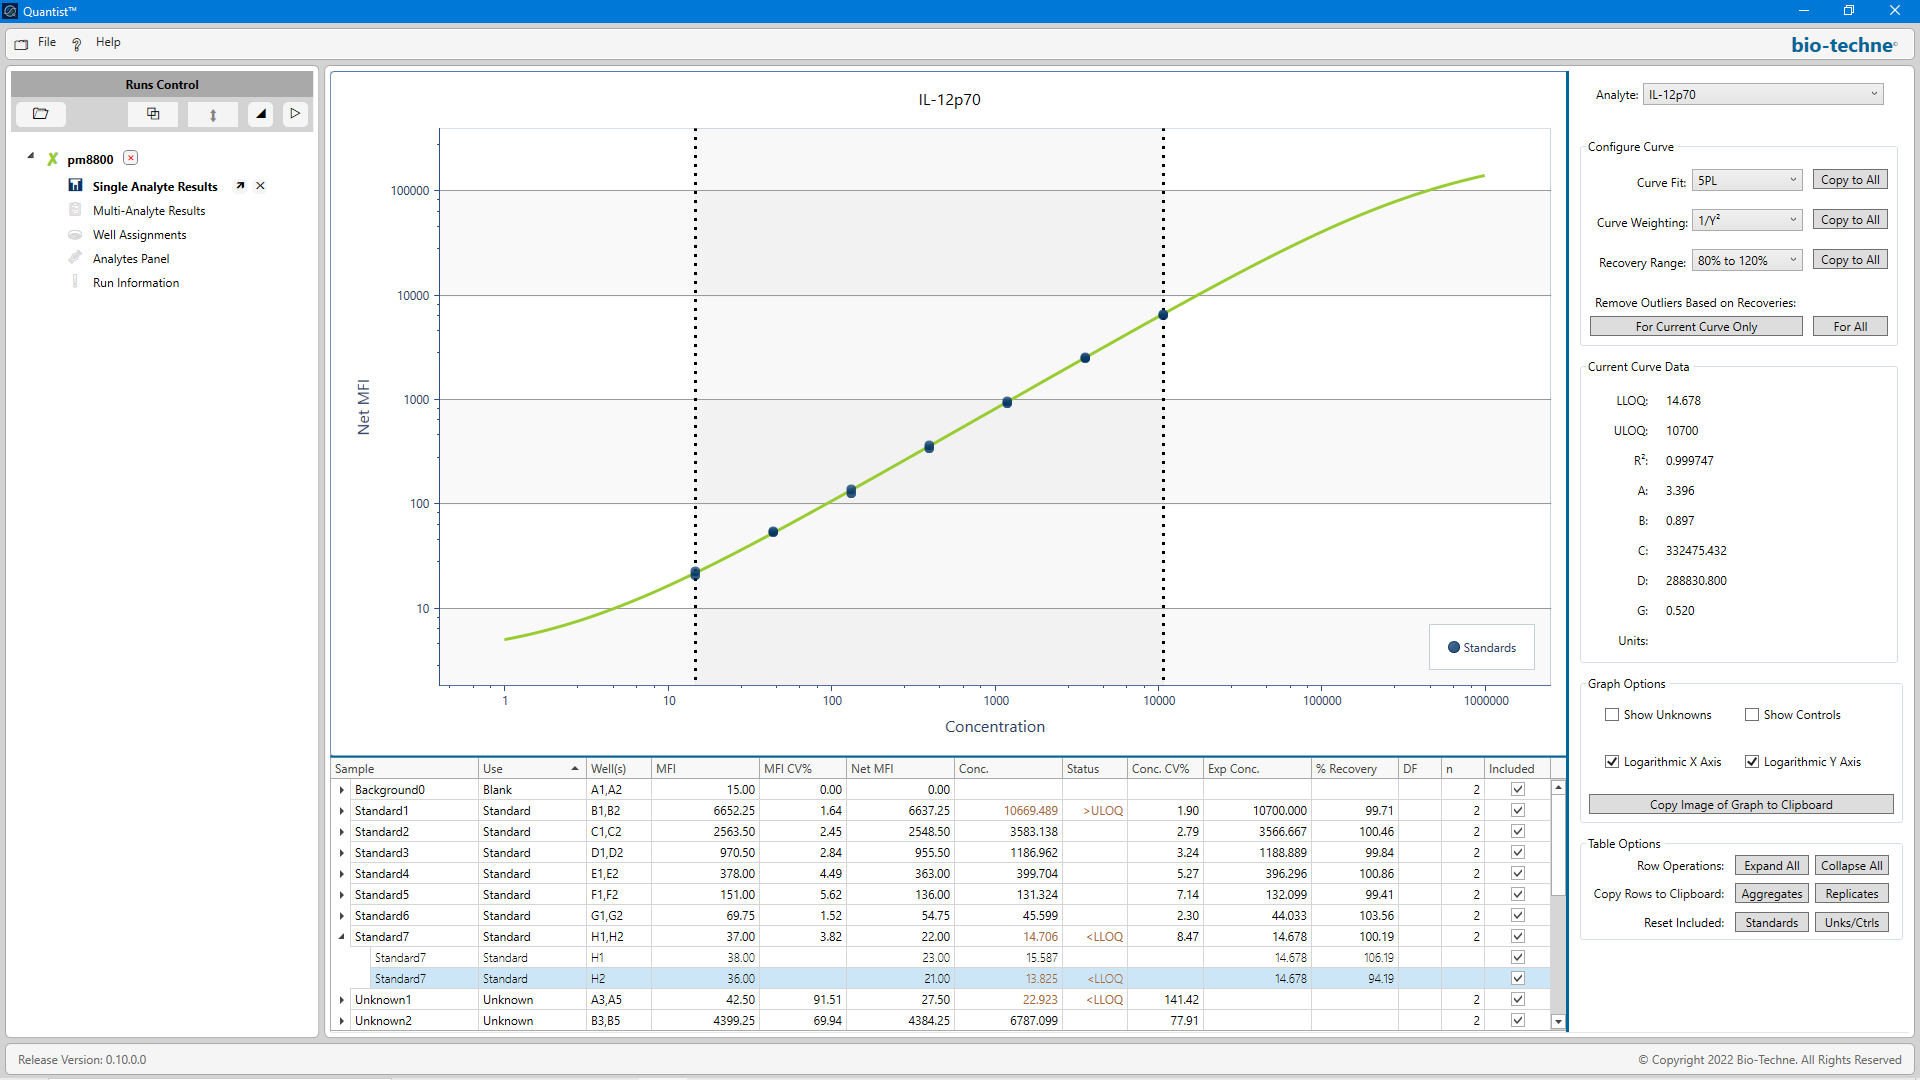 Quantist™
File Help
bio-techne
Runs Control
pm8800
Single Analyte Results
Multi-Analyte Results
Well Assignments
Analytes Panel
Run Information
IL-12p70
100000
10000
1000
100
10
Net MFI
Standards
1 10 100 1000 10000 100000 1000000
Concentration
Sample Use Well(s) MFI MFI CV% Net MFI Conc. Status Conc. CV% Exp Conc. % Recovery DF n Included
Background0 Blank A1,A2 15.00 0.00 0.00 2
Standard1 Standard B1,B2 6652.25 1.64 6637.25 10669.489 >ULOQ 1.90 10700.000 99.71 2
Standard2 Standard C1,C2 2563.50 2.45 2548.50 3583.138 2.79 3566.667 100.46 2
Standard3 Standard D1,D2 970.50 2.84 955.50 1186.962 3.24 1188.889 99.84 2
Standard4 Standard E1,E2 378.00 4.49 363.00 399.704 5.27 396.296 100.86 2
Standard5 Standard F1,F2 151.00 5.62 136.00 131.324 7.14 132.099 99.41 2
Standard6 Standard G1,G2 69.75 1.52 54.75 45.599 2.30 44.033 103.56 2
Standard7 Standard H1,H2 37.00 3.82 22.00 14.706 <LLOQ 8.47 14.678 100.19 2
Standard7 Standard H1 38.00 23.00 15.587 14.678 106.19
Standard7 Standard H2 36.00 21.00 13.825 <LLOQ 14.678 94.19
Unknown1 Unknown A3,A5 42.50 91.51 27.50 22.923 <LLOQ 141.42 2
Unknown2 Unknown B3,B5 4399.25 69.94 4384.25 6787.099 77.91 2
Analyte: IL-12p70
Configure Curve
Curve Fit: 5PL Copy to All
Curve Weighting: 1/Y² Copy to All
Recovery Range: 80% to 120% Copy to All
Remove Outliers Based on Recoveries:
For Current Curve Only For All
Current Curve Data
LLOQ: 14.678
ULOQ: 10700
R²: 0.999747
A: 3.396
B: 0.897
C: 332475.432
D: 288830.800
G: 0.520
Units:
Graph Options
Show Unknowns Show Controls
Logarithmic X Axis Logarithmic Y Axis
Copy Image of Graph to Clipboard
Table Options
Row Operations: Expand All Collapse All
Copy Rows to Clipboard: Aggregates Replicates
Reset Included: Standards Unks/Ctrls
Release Version: 0.10.0.0
© Copyright 2022 Bio-Techne. All Rights Reserved